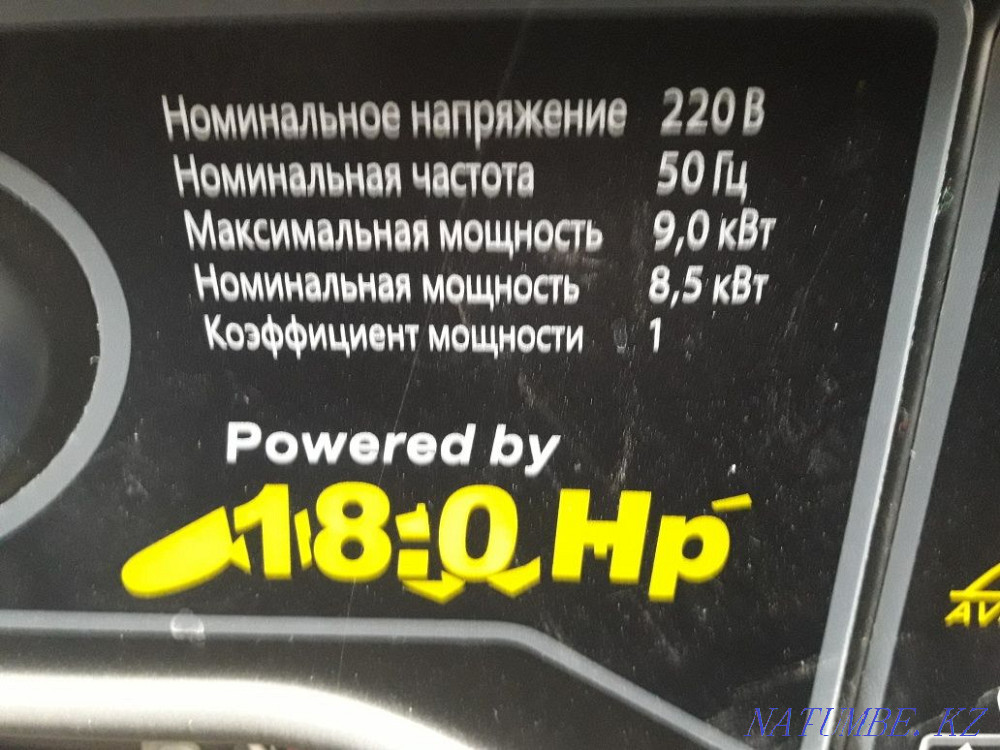 Номинальное напряжение 220 В
Номинальная частота 50 Гц
Максимальная мощность 9,0 кВт
Номинальная мощность 8,5 кВт
Коэффициент мощности 1
Powered by
18.0 Hp
NATUMBE.KZ